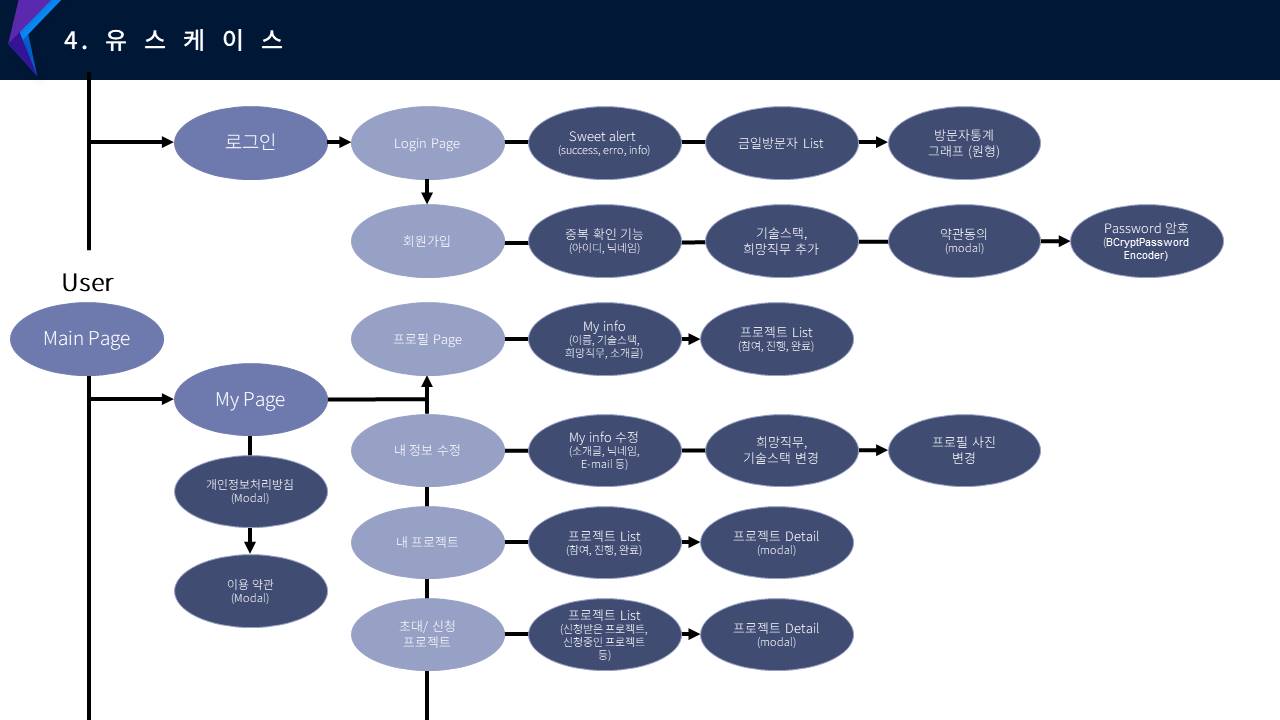 4. 유 스 케 이 스
로그인
Login Page
Sweet alert
(success, erro, info)
금일방문자 List
방문자통계
그래프 (원형)
회원가입
중복 확인 기능
(아이디, 닉네임)
기술스택,
희망직무 추가
약관동의
(modal)
Password 암호
(BCryptPassword
Encoder)
User
Main Page
프로필 Page
My info
(이름, 기술스택,
희망직무, 소개글)
프로젝트 List
(참여, 진행, 완료)
My Page
내 정보 수정
My info 수정
(소개글, 닉네임,
E-mail 등)
희망직무,
기술스택 변경
프로필 사진
변경
개인정보처리방침
(Modal)
내 프로젝트
프로젝트 List
(참여, 진행, 완료)
프로젝트 Detail
(modal)
이용 약관
(Modal)
초대/ 신청
프로젝트
프로젝트 List
(신청받은 프로젝트,
신청중인 프로젝트
등)
프로젝트 Detail
(modal)